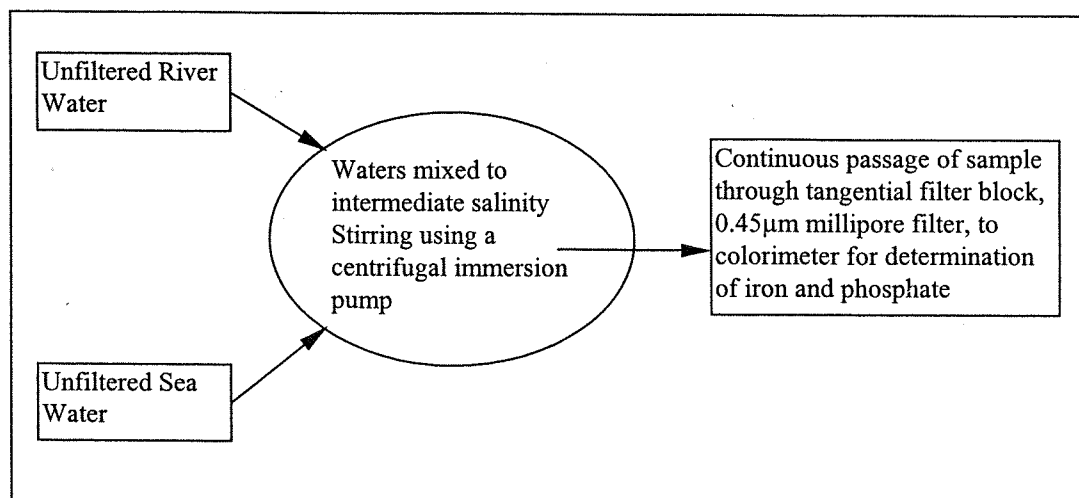 Unfiltered River
Water
Waters mixed to
intermediate salinity
Stirring using a
centrifugal immersion
pump
Continuous passage of sample
through tangential filter block,
0.45µm millipore filter, to
colorimeter for determination
of iron and phosphate
Unfiltered Sea
Water